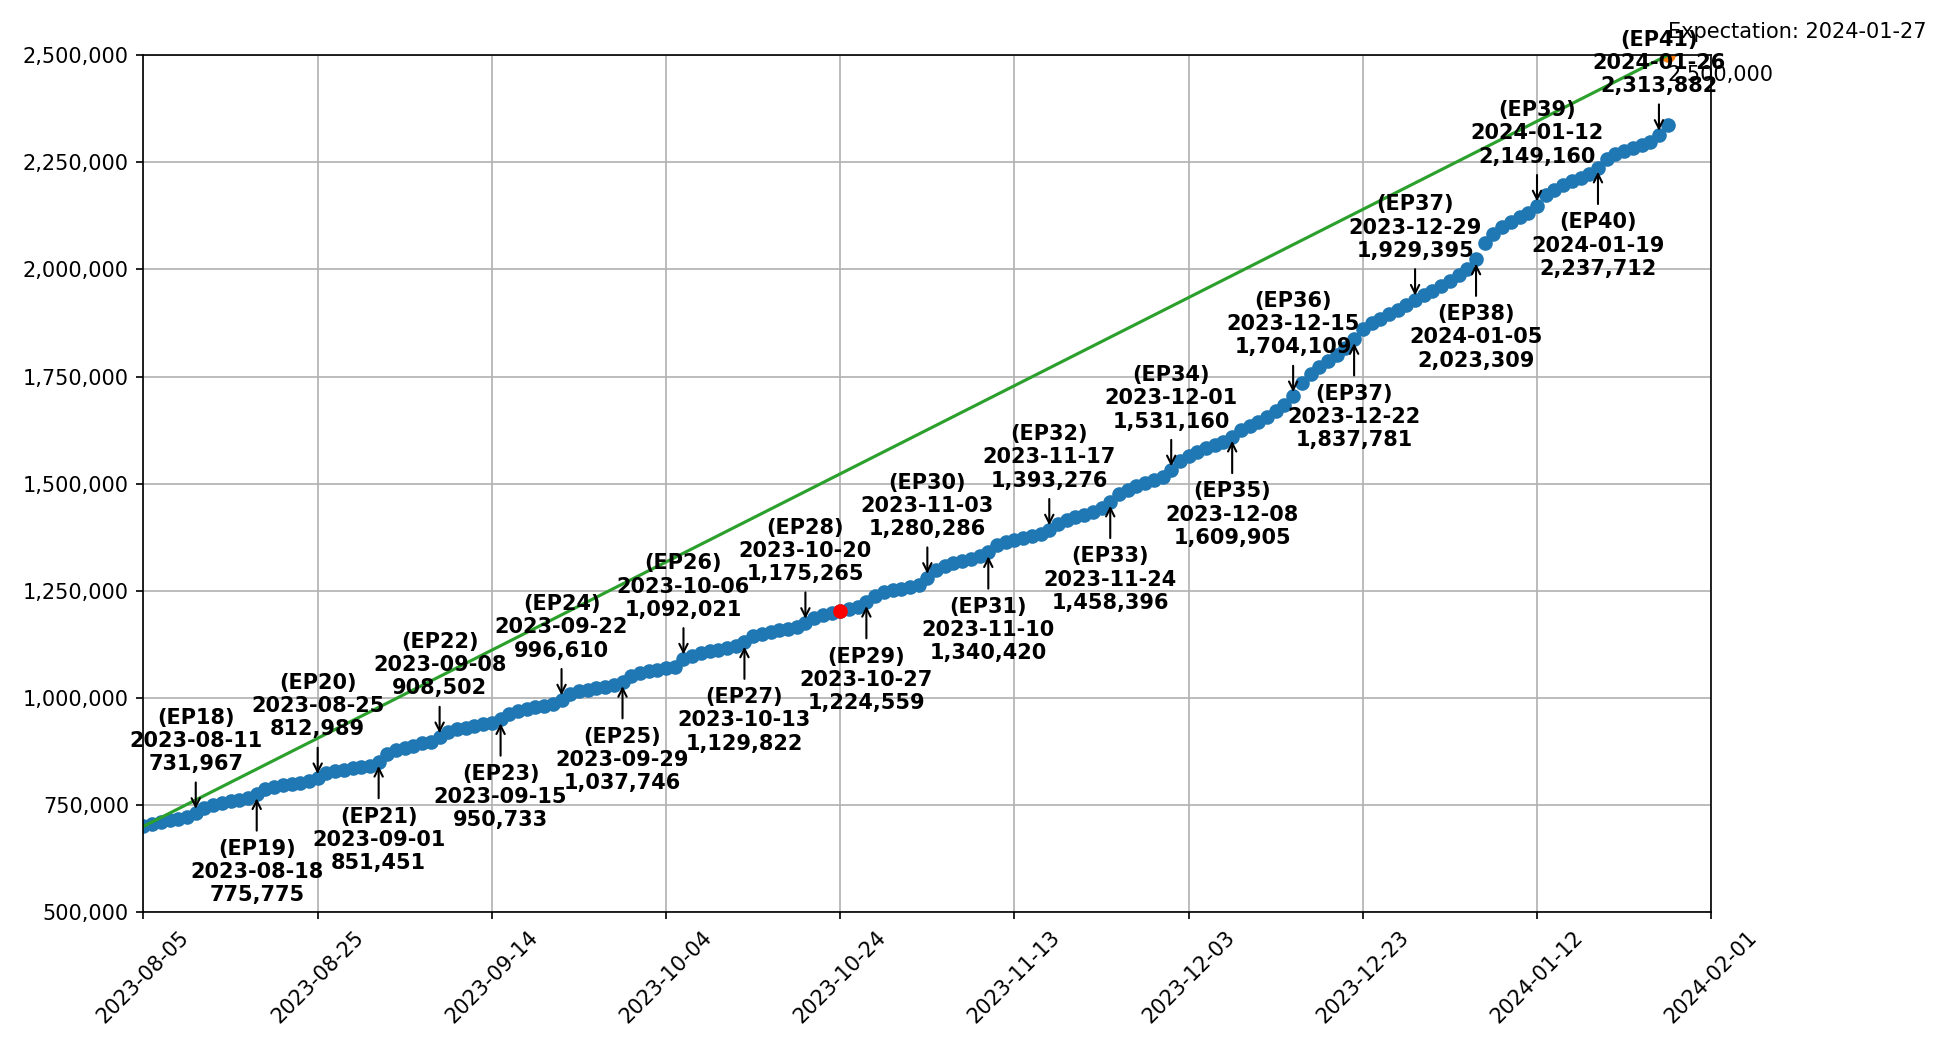 Expectation: 2024-01-27
2,500,000
2,500,000
2,250,000
2,000,000
1,750,000
1,500,000
1,250,000
1,000,000
750,000
500,000
(EP18)
2023-08-11
731,967
(EP19)
2023-08-18
775,775
(EP20)
2023-08-25
812,989
(EP21)
2023-09-01
851,451
(EP22)
2023-09-08
908,502
(EP23)
2023-09-15
950,733
(EP24)
2023-09-22
996,610
(EP25)
2023-09-29
1,037,746
(EP26)
2023-10-06
1,092,021
(EP27)
2023-10-13
1,129,822
(EP28)
2023-10-20
1,175,265
(EP29)
2023-10-27
1,224,559
(EP30)
2023-11-03
1,280,286
(EP31)
2023-11-10
1,340,420
(EP32)
2023-11-17
1,393,276
(EP33)
2023-11-24
1,458,396
(EP34)
2023-12-01
1,531,160
(EP35)
2023-12-08
1,609,905
(EP36)
2023-12-15
1,704,109
(EP37)
2023-12-22
1,837,781
(EP37)
2023-12-29
1,929,395
(EP38)
2024-01-05
2,023,309
(EP39)
2024-01-12
2,149,160
(EP40)
2024-01-19
2,237,712
(EP41)
2024-01-26
2,313,882
2023-08-05
2023-08-25
2023-09-14
2023-10-04
2023-10-24
2023-11-13
2023-12-03
2023-12-23
2024-01-12
2024-02-01